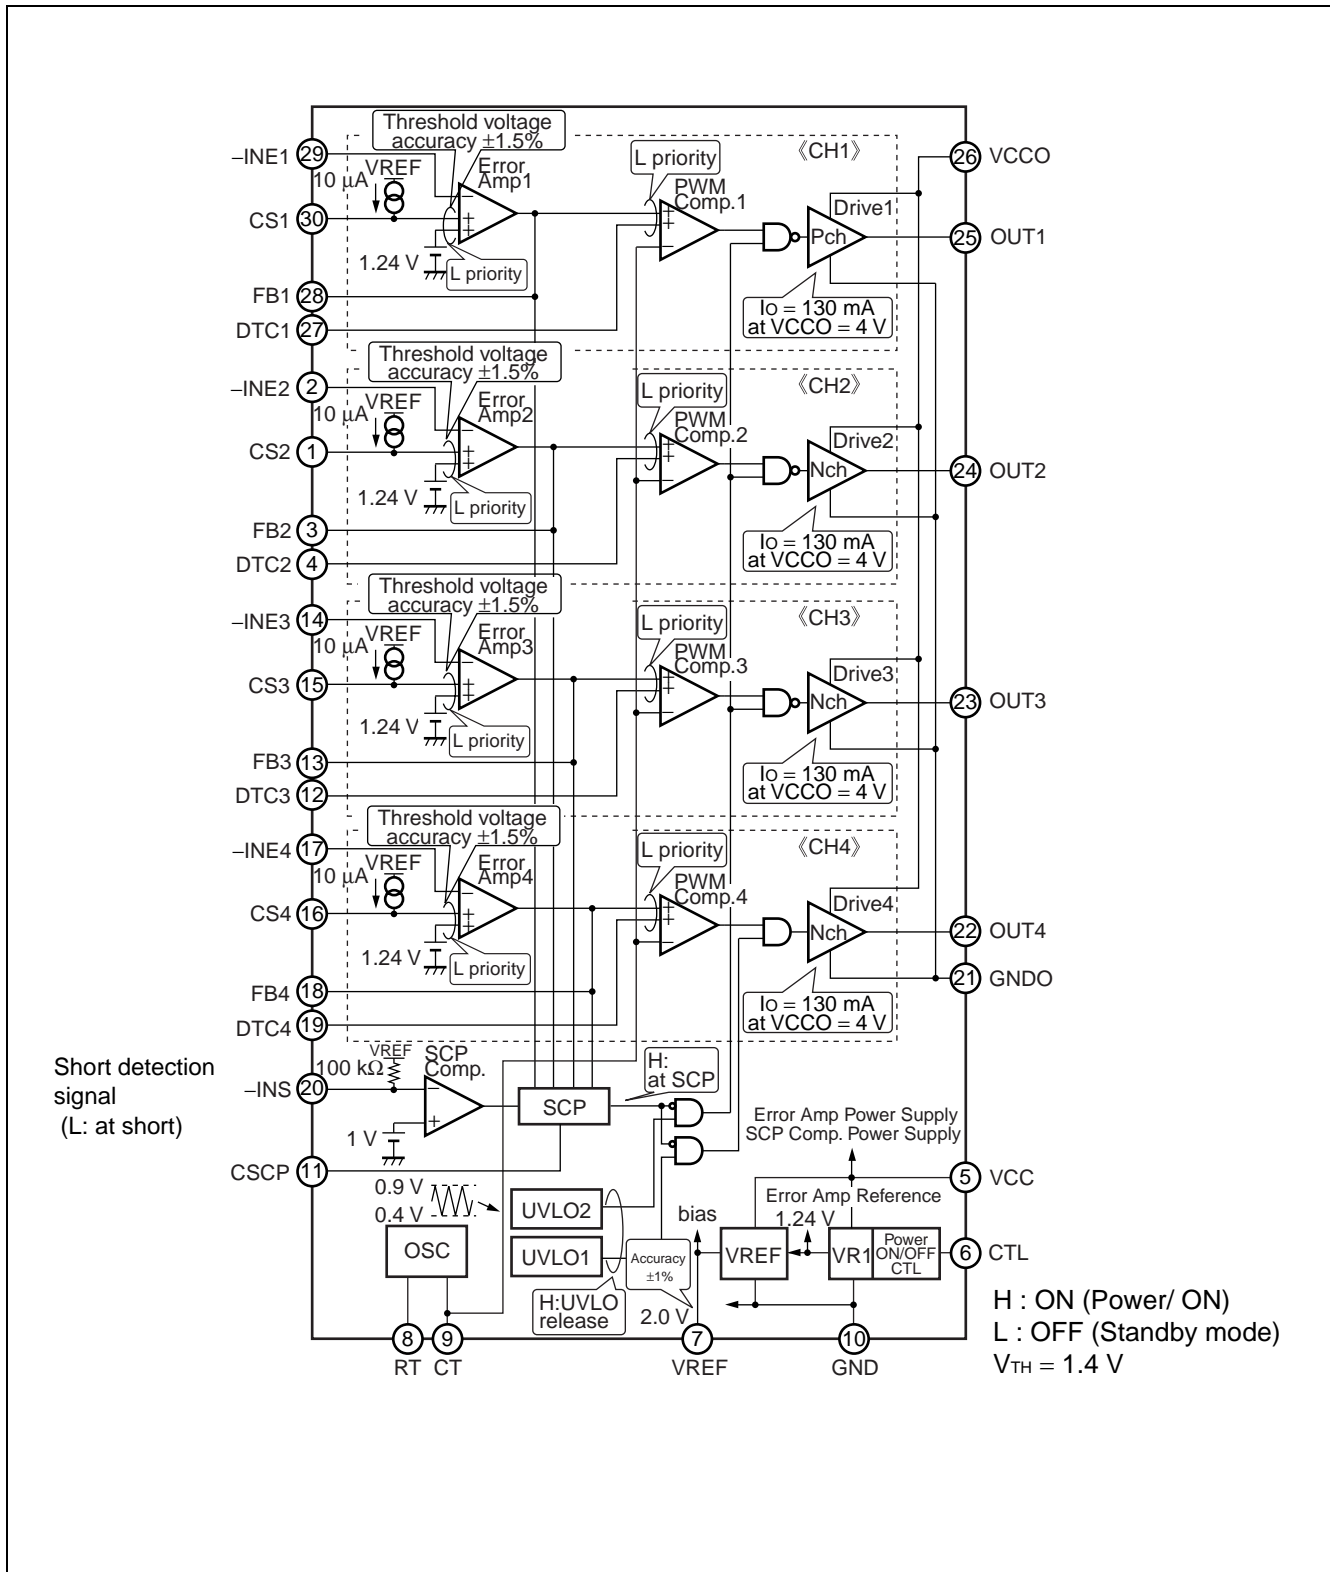 Threshold voltage
accuracy ±1.5%
《CH1》
–INE1 29
VREF
10 µA
Error
Amp1
L priority
PWM
Comp.1
26 VCCO
CS1 30
Drive1
Pch
25 OUT1
1.24 V
L priority
FB1 28
IO = 130 mA
at VCCO = 4 V
DTC1 27
Threshold voltage
accuracy ±1.5%
《CH2》
–INE2 2
VREF
10 µA
Error
Amp2
L priority
PWM
Comp.2
CS2 1
Drive2
Nch
24 OUT2
1.24 V
L priority
FB2 3
IO = 130 mA
at VCCO = 4 V
DTC2 4
Threshold voltage
accuracy ±1.5%
《CH3》
–INE3 14
VREF
10 µA
Error
Amp3
L priority
PWM
Comp.3
CS3 15
Drive3
Nch
23 OUT3
1.24 V
L priority
FB3 13
IO = 130 mA
at VCCO = 4 V
DTC3 12
Threshold voltage
accuracy ±1.5%
《CH4》
–INE4 17
VREF
10 µA
Error
Amp4
L priority
PWM
Comp.4
CS4 16
Drive4
Nch
22 OUT4
1.24 V
L priority
21 GNDO
FB4 18
IO = 130 mA
at VCCO = 4 V
DTC4 19
Short detection
signal
(L: at short)
–INS 20
VREF
100 kΩ
SCP
Comp.
H:
at SCP
SCP
1 V
CSCP 11
Error Amp Power Supply
SCP Comp. Power Supply
5 VCC
0.9 V
0.4 V
UVLO2
UVLO1
OSC
bias
Error Amp Reference
1.24 V
Accuracy
±1%
VREF
VR1
Power
ON/OFF
CTL
6 CTL
H:UVLO
release
2.0 V
H : ON (Power/ ON)
L : OFF (Standby mode)
VTH = 1.4 V
8
RT
9
CT
7
VREF
10
GND